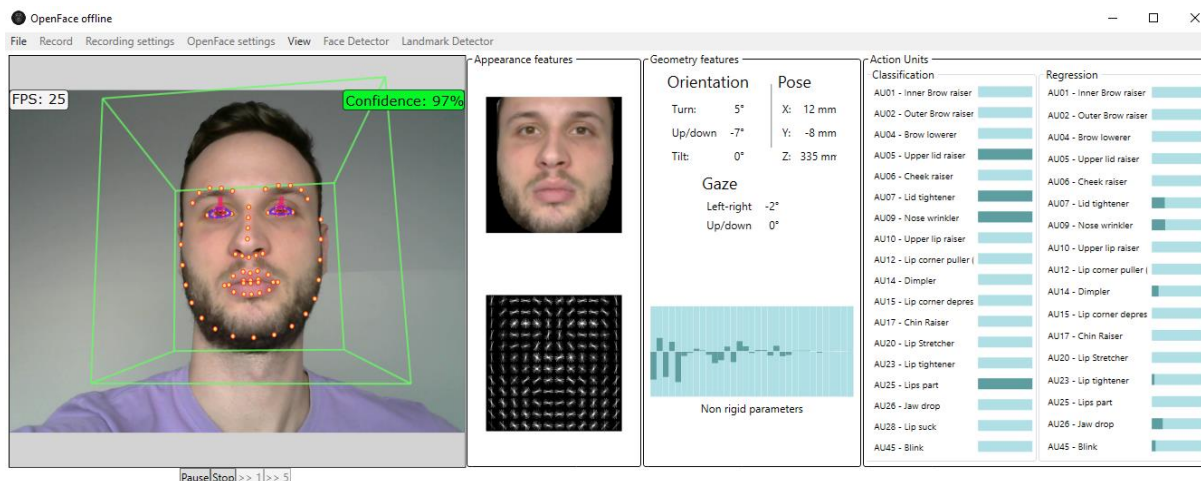 OpenFace offline
File Record Recording settings OpenFace settings View Face Detector Landmark Detector
FPS: 25
Confidence: 97%
Pause Stop >> 1 >> 5
Appearance features
Geometry features
Orientation
Turn: 5°
Up/down -7°
Tilt: 0°
Pose
X: 12 mm
Y: -8 mm
Z: 335 mm
Gaze
Left-right -2°
Up/down 0°
Non rigid parameters
Action Units
Classification
AU01 - Inner Brow raiser
AU02 - Outer Brow raiser
AU04 - Brow lowerer
AU05 - Upper lid raiser
AU06 - Cheek raiser
AU07 - Lid tightener
AU09 - Nose wrinkler
AU10 - Upper lip raiser
AU12 - Lip corner puller (
AU14 - Dimpler
AU15 - Lip corner depres
AU17 - Chin Raiser
AU20 - Lip Stretcher
AU23 - Lip tightener
AU25 - Lips part
AU26 - Jaw drop
AU28 - Lip suck
AU45 - Blink
Regression
AU01 - Inner Brow raiser
AU02 - Outer Brow raiser
AU04 - Brow lowerer
AU05 - Upper lid raiser
AU06 - Cheek raiser
AU07 - Lid tightener
AU09 - Nose wrinkler
AU10 - Upper lip raiser
AU12 - Lip corner puller (
AU14 - Dimpler
AU15 - Lip corner depres
AU17 - Chin Raiser
AU20 - Lip Stretcher
AU23 - Lip tightener
AU25 - Lips part
AU26 - Jaw drop
AU45 - Blink